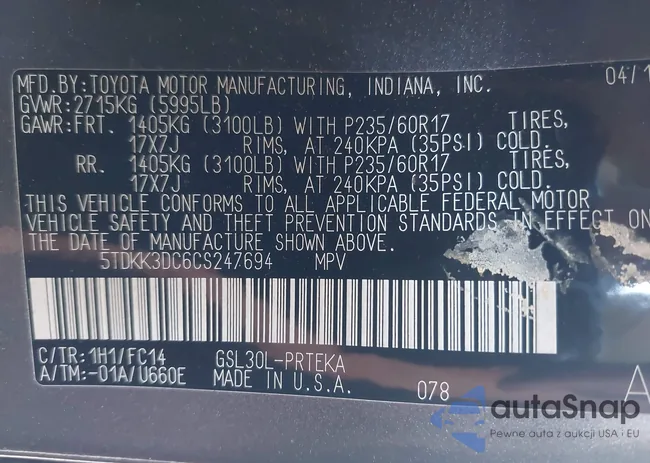 MFD.BY:TOYOTA MOTOR MANUFACTURING, INDIANA, INC. 04/1
GVWR:2715KG (5995LB)
GAWR:FRT. 1405KG (3100LB) WITH P235/60R17 TIRES,
17X7J RIMS, AT 240KPA (35PSI) COLD.
RR. 1405KG (3100LB) WITH P235/60R17 TIRES,
17X7J RIMS, AT 240KPA (35PSI) COLD.
THIS VEHICLE CONFORMS TO ALL APPLICABLE FEDERAL MOTOR
VEHICLE SAFETY AND THEFT PREVENTION STANDARDS IN EFFECT ON
THE DATE OF MANUFACTURE SHOWN ABOVE.
5TDKK3DC6CS247694 MPV
C/TR:1H1/FC14 GSL30L-PRTEKA
A/TM:-01A/U660E MADE IN U.S.A. 078 A
autaSnap
Pewne auta z aukcji USA · EU